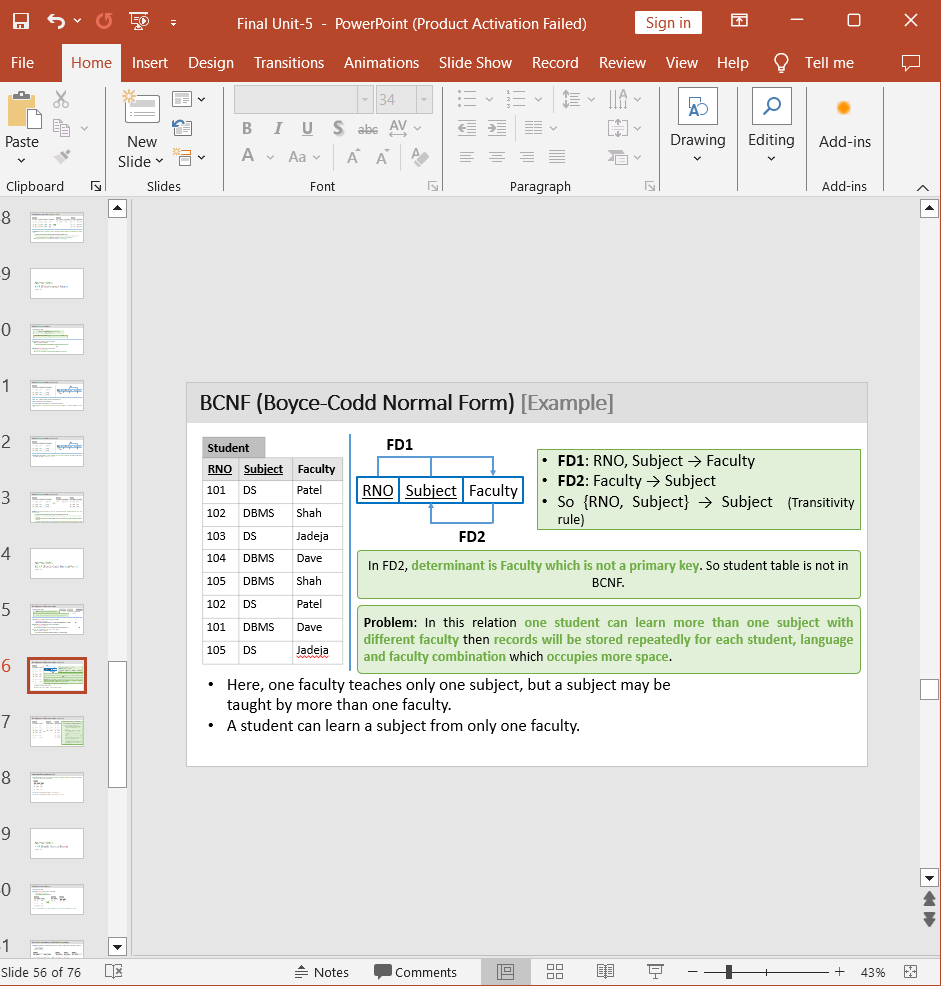 Final Unit-5 - PowerPoint (Product Activation Failed)
Sign in
File Home Insert Design Transitions Animations Slide Show Record Review View Help Tell me
Paste
New Slide
34
B I U S abc AV
A Aa A A A
Drawing
Editing
Add-ins
Clipboard Slides Font Paragraph Add-ins
8
9
0
1
2
3
4
5
6
7
8
9
0
1
BCNF (Boyce-Codd Normal Form) [Example]
Student
RNO Subject Faculty
101 DS Patel
102 DBMS Shah
103 DS Jadeja
104 DBMS Dave
105 DBMS Shah
102 DS Patel
101 DBMS Dave
105 DS Jadeja
FD1
RNO Subject Faculty
FD2
• FD1: RNO, Subject → Faculty
• FD2: Faculty → Subject
• So {RNO, Subject} → Subject (Transitivity
rule)
In FD2, determinant is Faculty which is not a primary key. So student table is not in
BCNF.
Problem: In this relation one student can learn more than one subject with
different faculty then records will be stored repeatedly for each student, language
and faculty combination which occupies more space.
• Here, one faculty teaches only one subject, but a subject may be
taught by more than one faculty.
• A student can learn a subject from only one faculty.
Slide 56 of 76
Notes Comments
43%